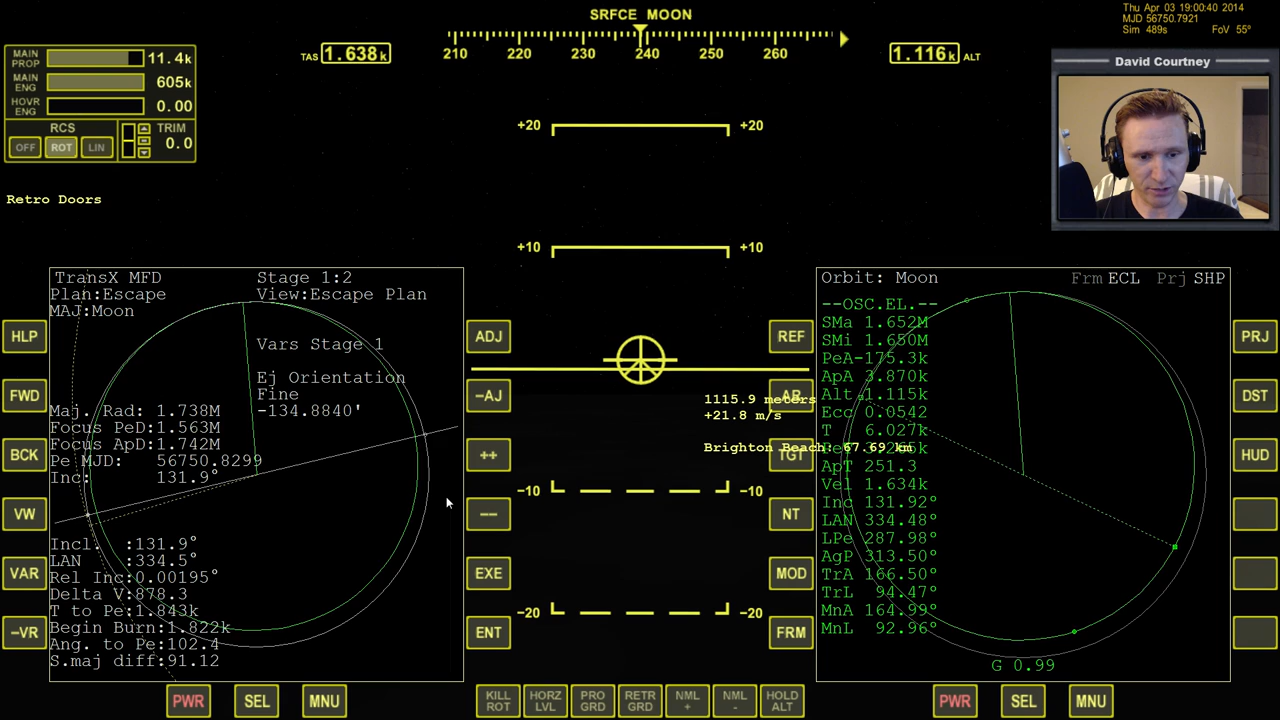 SRFCE MOON
Thu Apr 03 19:00:40 2014
MJD 56750.7921
Sim 489s FoV 55°
210 220 230 240 250 260
TAS 1.638k
1.116k ALT
MAIN PROP 11.4k
MAIN ENG 605k
HOVR ENG 0.00
RCS TRIM
OFF ROT LIN 0.0
David Courtney
Retro Doors
+20 +20
+10 +10
-10 -10
-20 -20
TransX MFD Stage 1:2
Plan:Escape View:Escape Plan
MAJ:Moon
Vars Stage 1
Ej Orientation
Fine
-134.8840'
Maj. Rad: 1.738M
Focus PeD:1.563M
Focus ApD:1.742M
Pe MJD: 56750.8299
Inc: 131.9°
Incl. :131.9°
LAN :334.5°
Rel Inc:0.00195°
Delta V:878.3
T to Pe:1.843k
Begin Burn:1.822k
Ang. to Pe:102.4
S.maj diff:91.12
HLP
FWD
BCK
VW
VAR
-VR
ADJ
-AJ
++
--
EXE
ENT
PWR SEL MNU
1115.9 meters
+21.8 m/s
Brighton Beach: 67.69 km
KILL ROT
HORZ LVL
PRO GRD
RETR GRD
NML +
NML -
HOLD ALT
REF
AR
TGT
NT
MOD
FRM
Orbit: Moon Frm ECL Prj SHP
--OSC.EL.--
SMa 1.652M
SMi 1.650M
PeA-175.3k
ApA 3.870k
Alt 1.115k
Ecc 0.0542
T 6.027k
ApT 251.3
Vel 1.634k
Inc 131.92°
LAN 334.48°
LPe 287.98°
AgP 313.50°
TrA 166.50°
TrL 94.47°
MnA 164.99°
MnL 92.96°
G 0.99
PRJ
DST
HUD
PWR SEL MNU